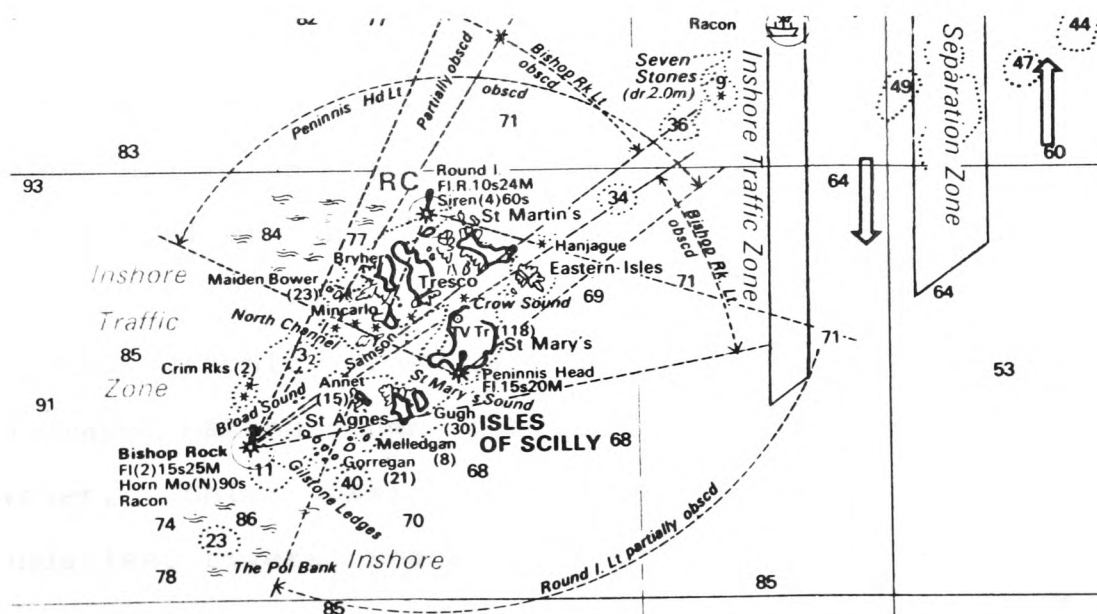 82
77
Racon
44
Partially obscd
Bishop Rk Lt
obscd
Seven
Stones
(dr.2.0m)
9
Inshore Traffic Zone
Separation Zone
49
47
Peninnis Hd Lt
obscd
71
36
83
60
93
RC
Round I.
Fl.R.10s24M
Siren(4)60s
St Martin's
34
64
Bishop Rk Lt
obscd
84
77
Hanjague
Bryher
Eastern-Isles
Inshore
Maiden Bower
(23)
Tresco
Crow Sound
69
71
64
Mincarlo
Traffic
North Channel
TV Tr (118)
St Mary's
71
85
3₂
Samson
Crim Rks (2)
Peninnis Head
Fl.15s20M
53
Zone
Annet
(15)
St Mary's Sound
91
Broad Sound
St Agnes
Gugh
(30)
ISLES
OF SCILLY
68
Bishop Rock
Fl(2)15s25M
Horn Mo(N)90s
Racon
11
Melledgan
(8)
68
Gorregan
(21)
40
Gilstone Ledges
74
86
70
23
The Pol Bank
Inshore
Round I. Lt partially obscd
78
85
85